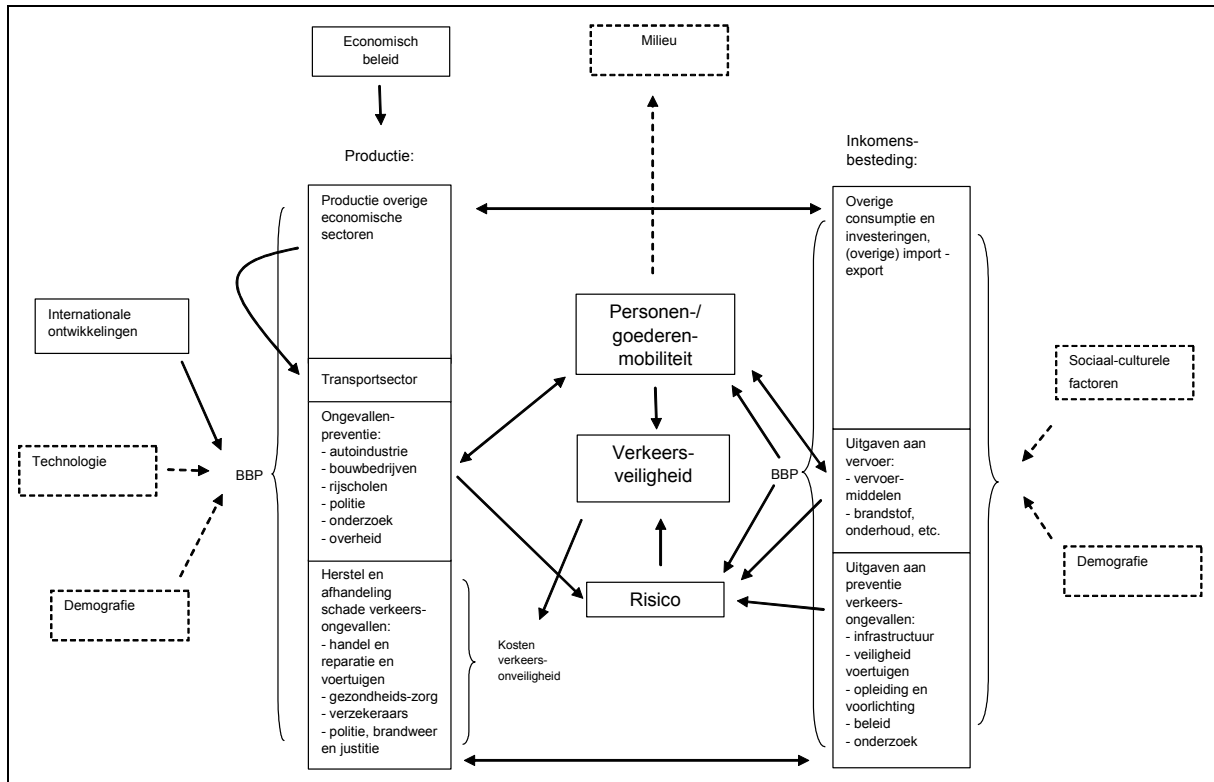 Economisch
beleid
Milieu
Productie:
Inkomens-
besteding:
Productie overige
economische
sectoren
Overige
consumptie en
investeringen,
(overige) import -
export
Internationale
ontwikkelingen
Personen-/
goederen-
mobiliteit
Transportsector
Sociaal-culturele
factoren
Ongevallen-
preventie:
- autoindustrie
- bouwbedrijven
- rijscholen
- politie
- onderzoek
- overheid
Verkeers-
veiligheid
Uitgaven aan
vervoer:
- vervoer-
middelen
- brandstof,
onderhoud, etc.
Technologie
BBP
BBP
Demografie
Herstel en
afhandeling
schade verkeers-
ongevallen:
- handel en
reparatie en
voertuigen
- gezondheids-zorg
- verzekeraars
- politie, brandweer
en justitie
Risico
Kosten
verkeers-
onveiligheid
Uitgaven aan
preventie
verkeers-
ongevallen:
- infrastructuur
- veiligheid
voertuigen
- opleiding en
voorlichting
- beleid
- onderzoek
Demografie